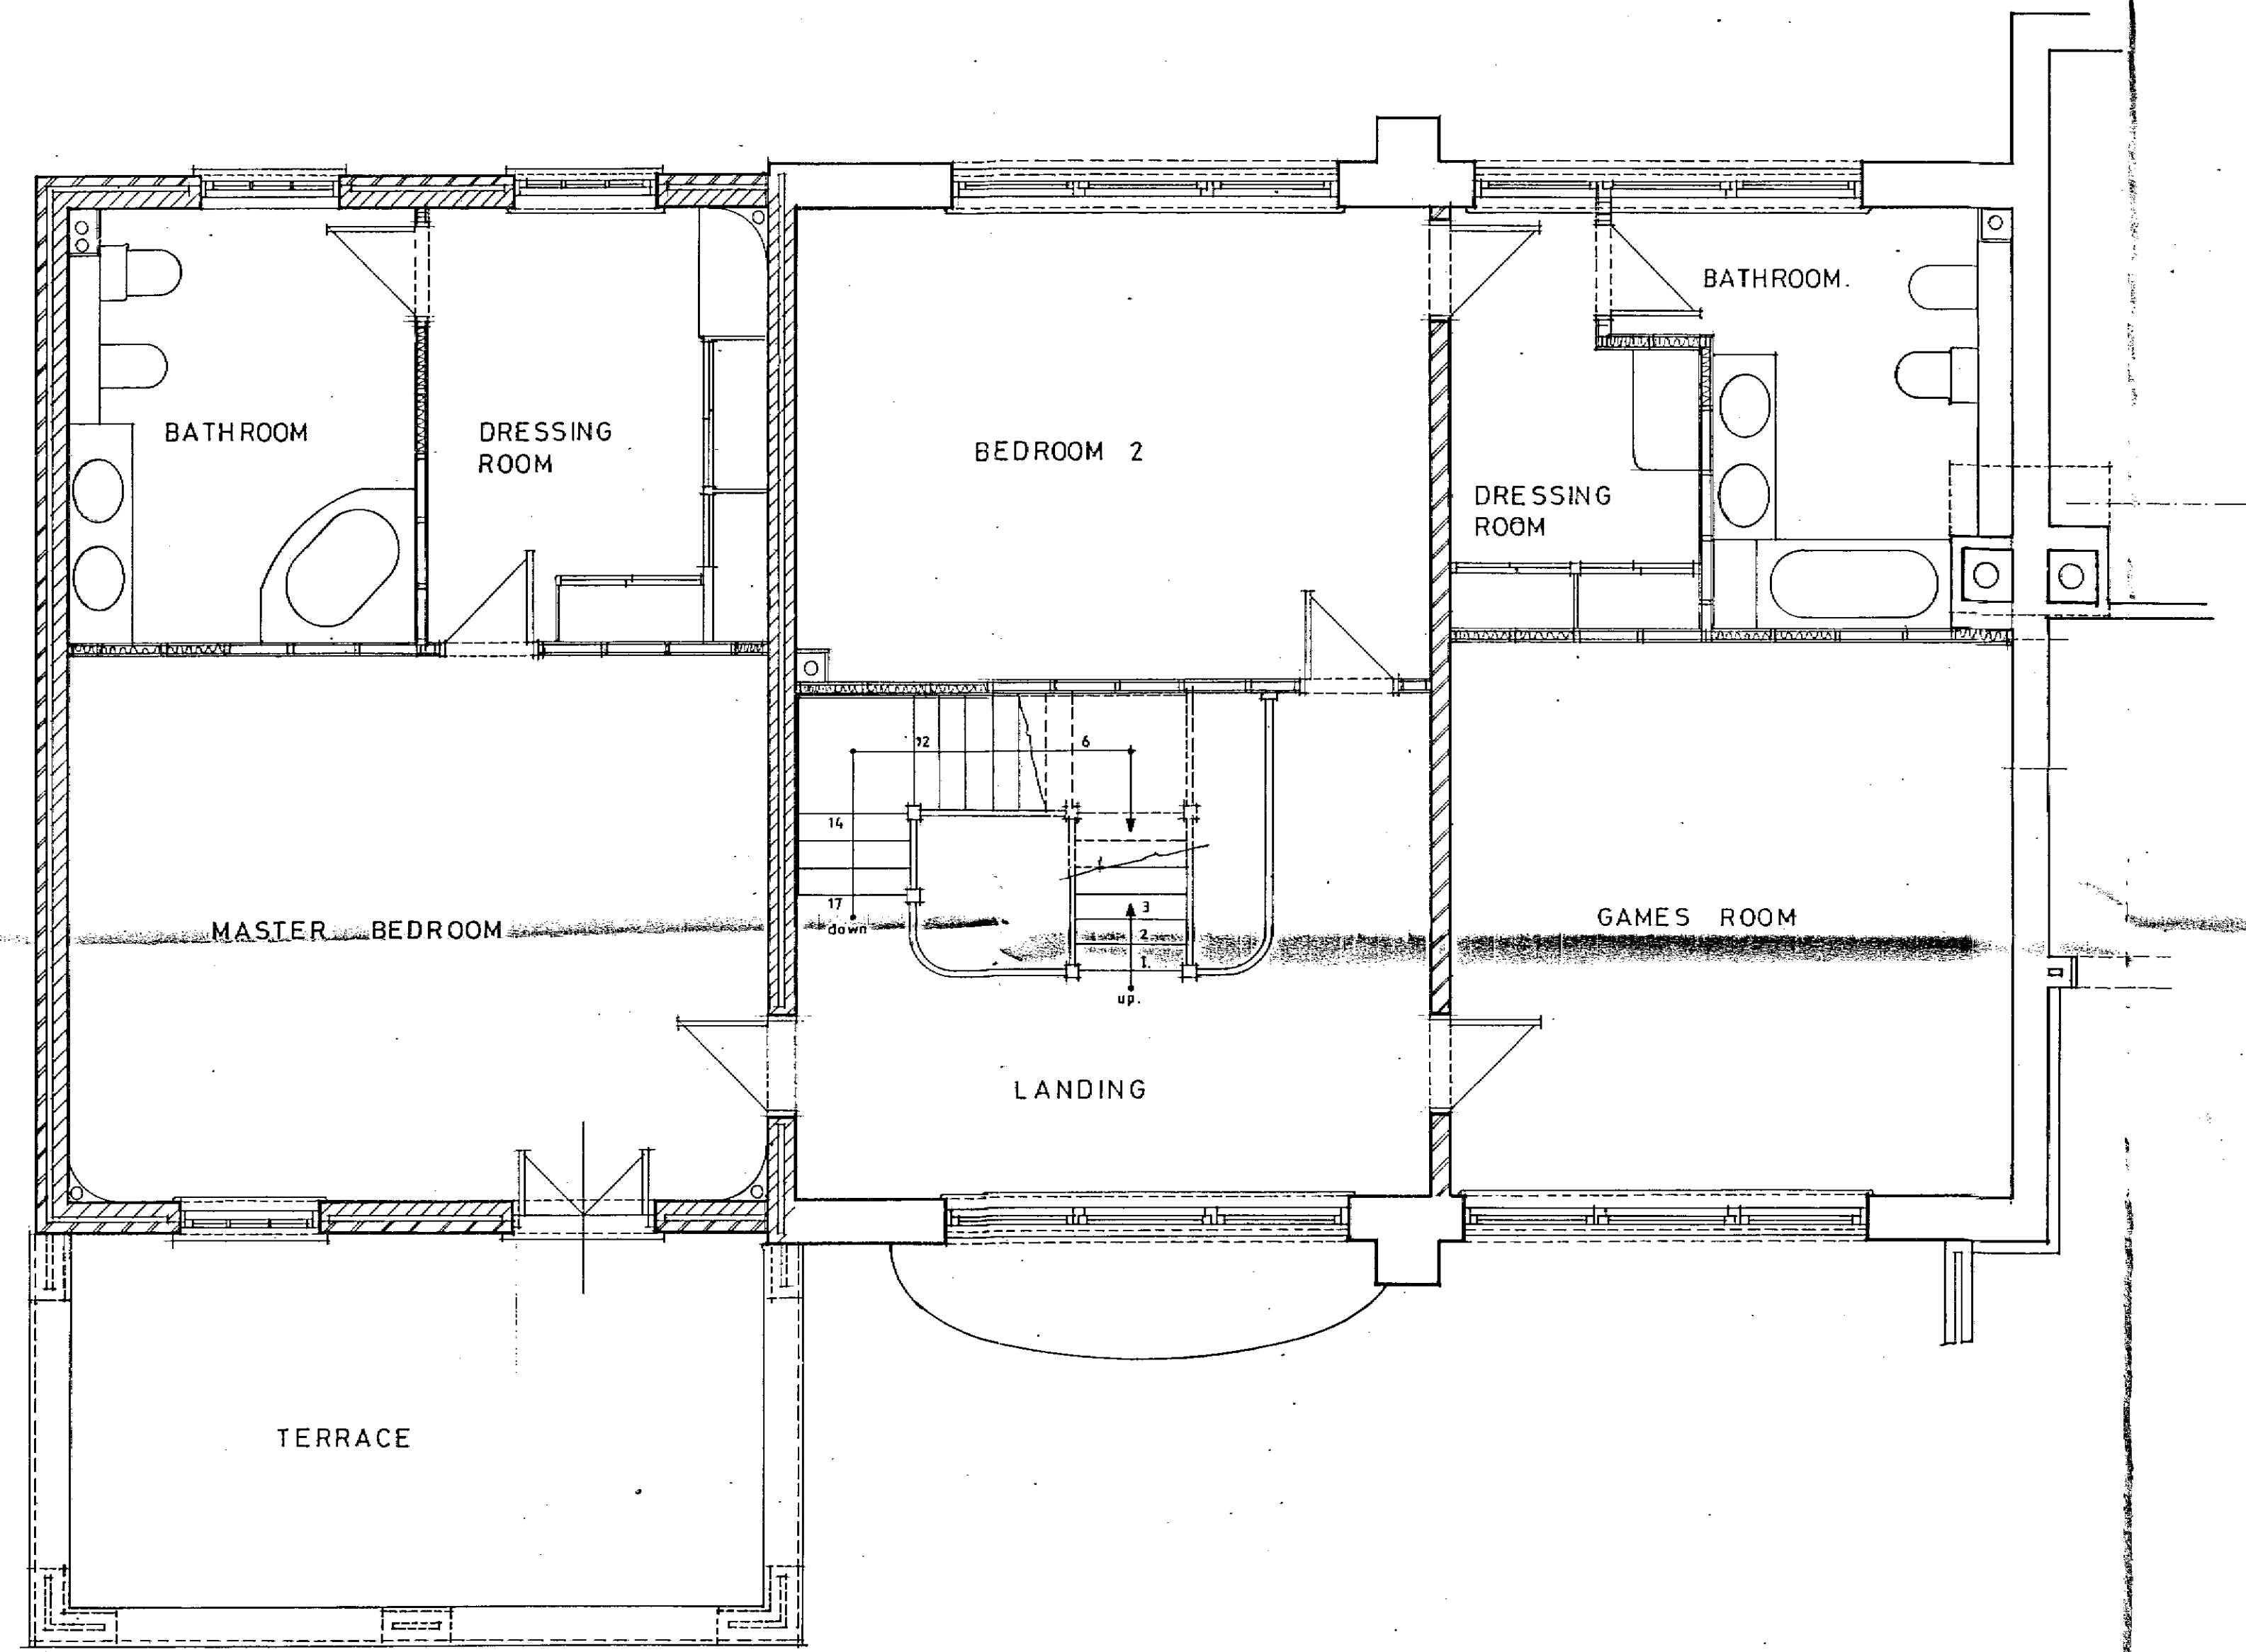 BATHROOM.
BATHROOM
DRESSING
ROOM
BEDROOM 2
DRESSING
ROOM
12
6
14
17
down
3
2
1.
up.
MASTER BEDROOM
GAMES ROOM
LANDING
TERRACE